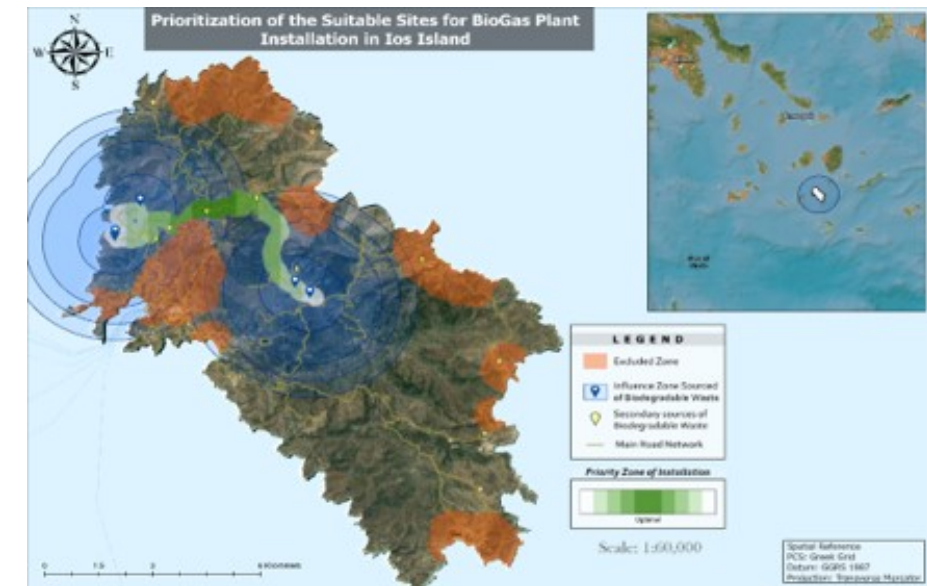 Prioritization of the Suitable Sites for BioGas Plant
Installation in Ios Island
N
W E
S
LEGEND
Excluded Zone
Influence Zone Sourced
of Biodegradable Waste
Secondary sources of
Biodegradable Waste
Main Road Network
Priority Zone of Installation
Optimal
Scale: 1:60,000
Spatial Reference
PCS: Greek Grid
Datum: GGRS 1987
Production: Transverse Mercator
0 1.5 3 6 Kilometers